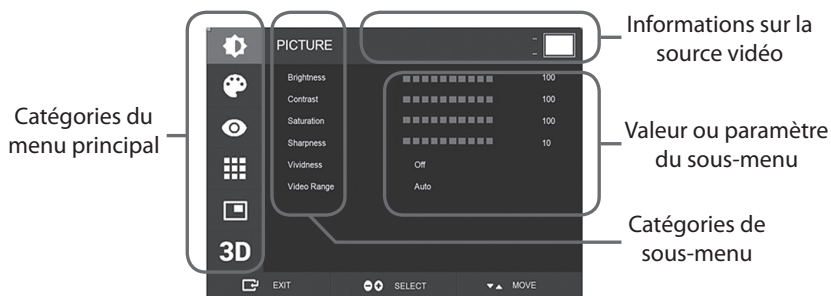 Informations sur la
source vidéo
PICTURE
Brightness 100
Contrast 100
Saturation 100
Sharpness 10
Vividness Off
Video Range Auto
3D
EXIT SELECT MOVE
Catégories du
menu principal
Valeur ou paramètre
du sous-menu
Catégories de
sous-menu